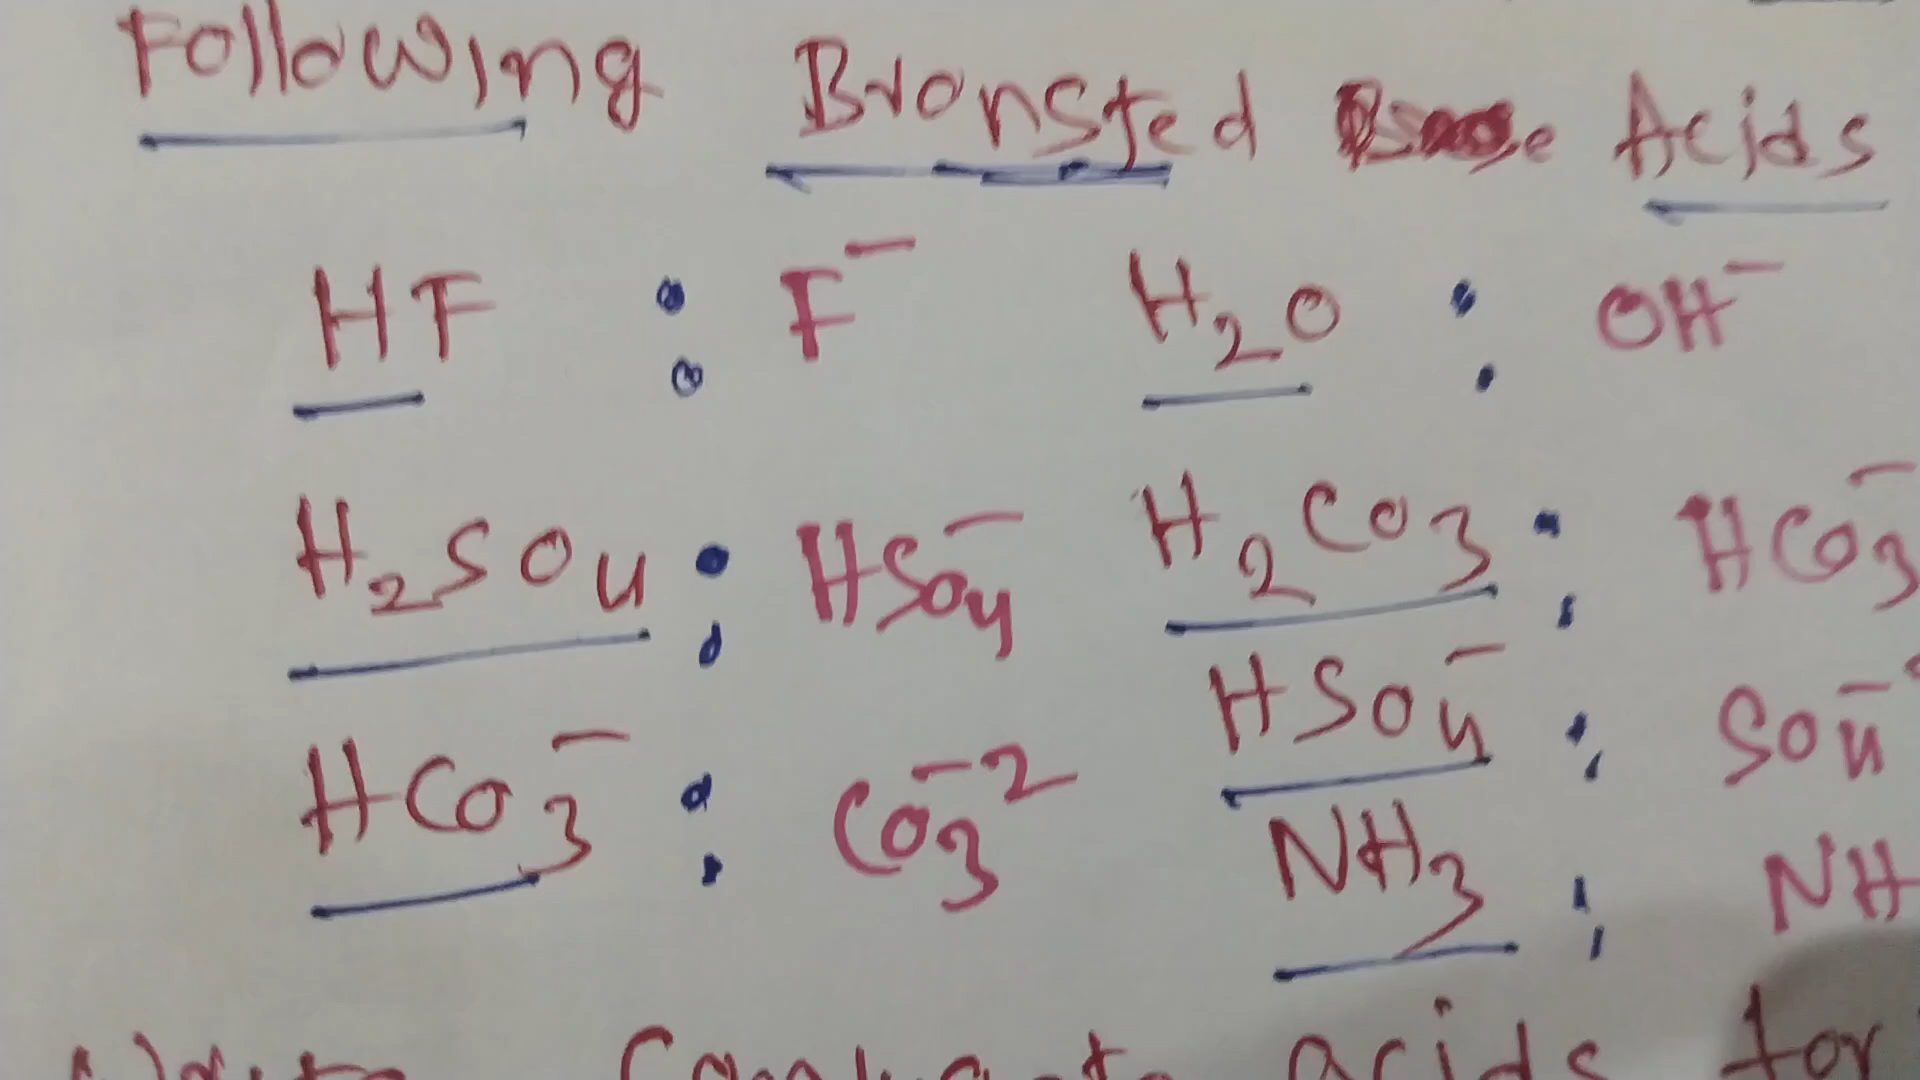 Following Bronsted Acids
HF : F⁻ H₂O : OH⁻
H₂SO₄ : HSO₄⁻ H₂CO₃ : HCO₃⁻
HSO₄⁻ : SO₄⁻
HCO₃⁻ : CO₃⁻²
NH₃ : NH
Conjugate acids for